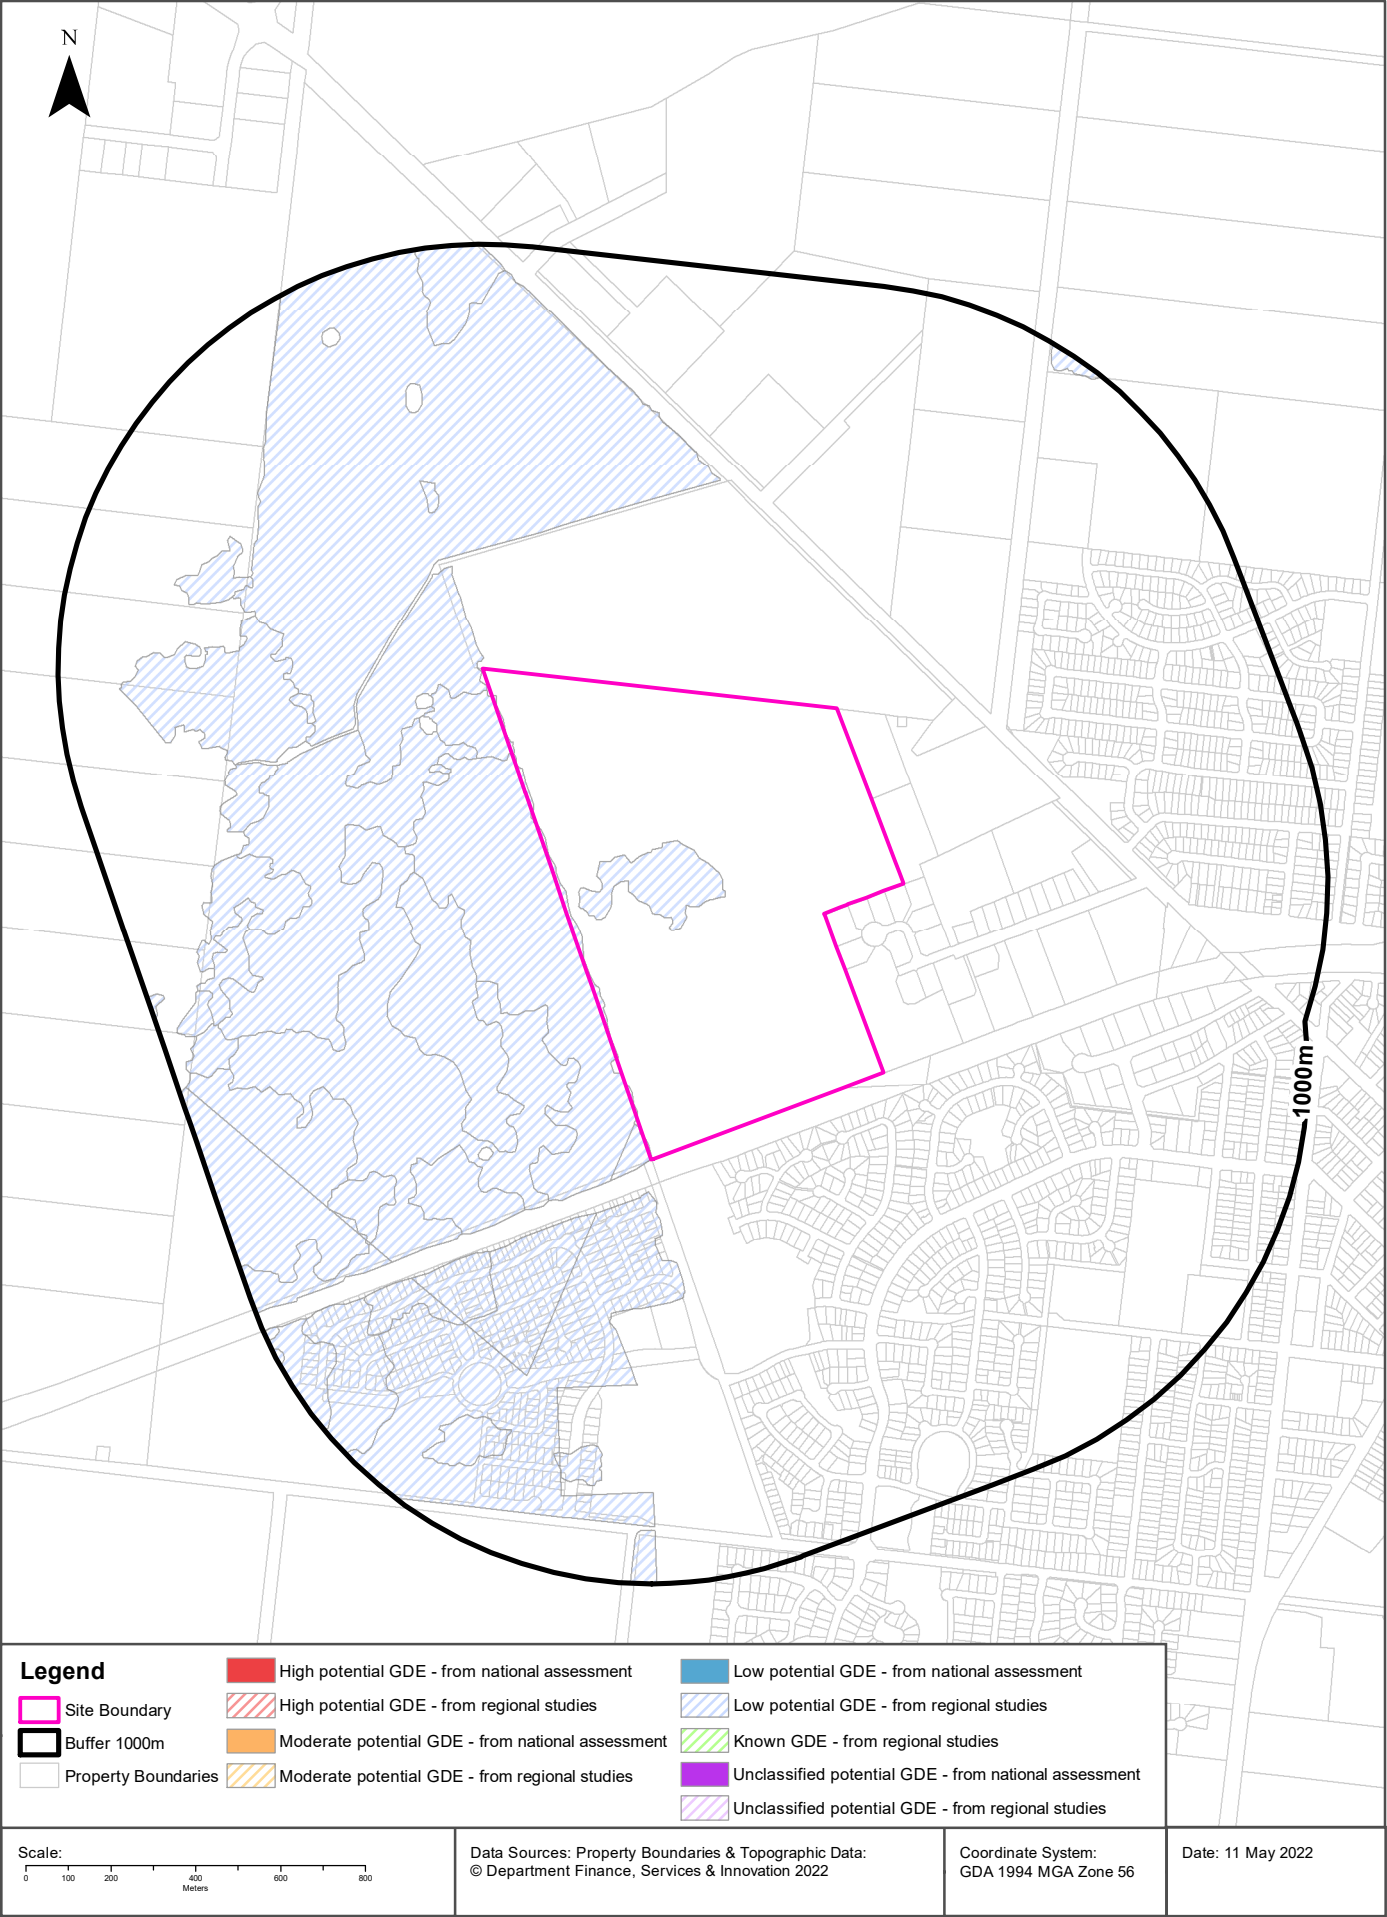 N
1000m
Legend
Site Boundary
Buffer 1000m
Property Boundaries
High potential GDE - from national assessment
High potential GDE - from regional studies
Moderate potential GDE - from national assessment
Moderate potential GDE - from regional studies
Low potential GDE - from national assessment
Low potential GDE - from regional studies
Known GDE - from regional studies
Unclassified potential GDE - from national assessment
Unclassified potential GDE - from regional studies
Scale:
0 100 200 400 600 800
Meters
Data Sources: Property Boundaries & Topographic Data:
© Department Finance, Services & Innovation 2022
Coordinate System:
GDA 1994 MGA Zone 56
Date: 11 May 2022